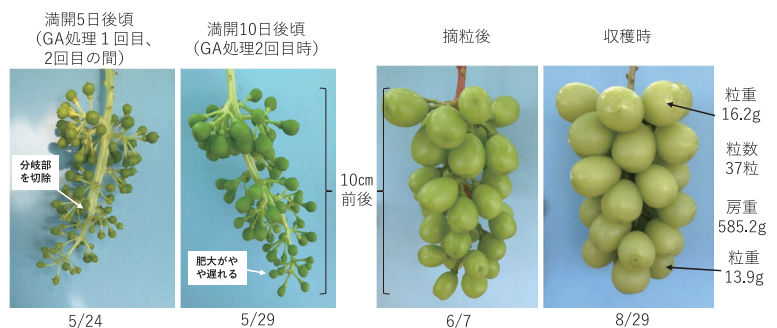 満開5日後頃
（GA処理１回目、
2回目の間）
満開10日後頃
（GA処理2回目時）
摘粒後
収穫時
分岐部
を切除
肥大がや
や遅れる
10㎝
前後
粒重
16.2g
粒数
37粒
房重
585.2g
粒重
13.9g
5/24
5/29
6/7
8/29